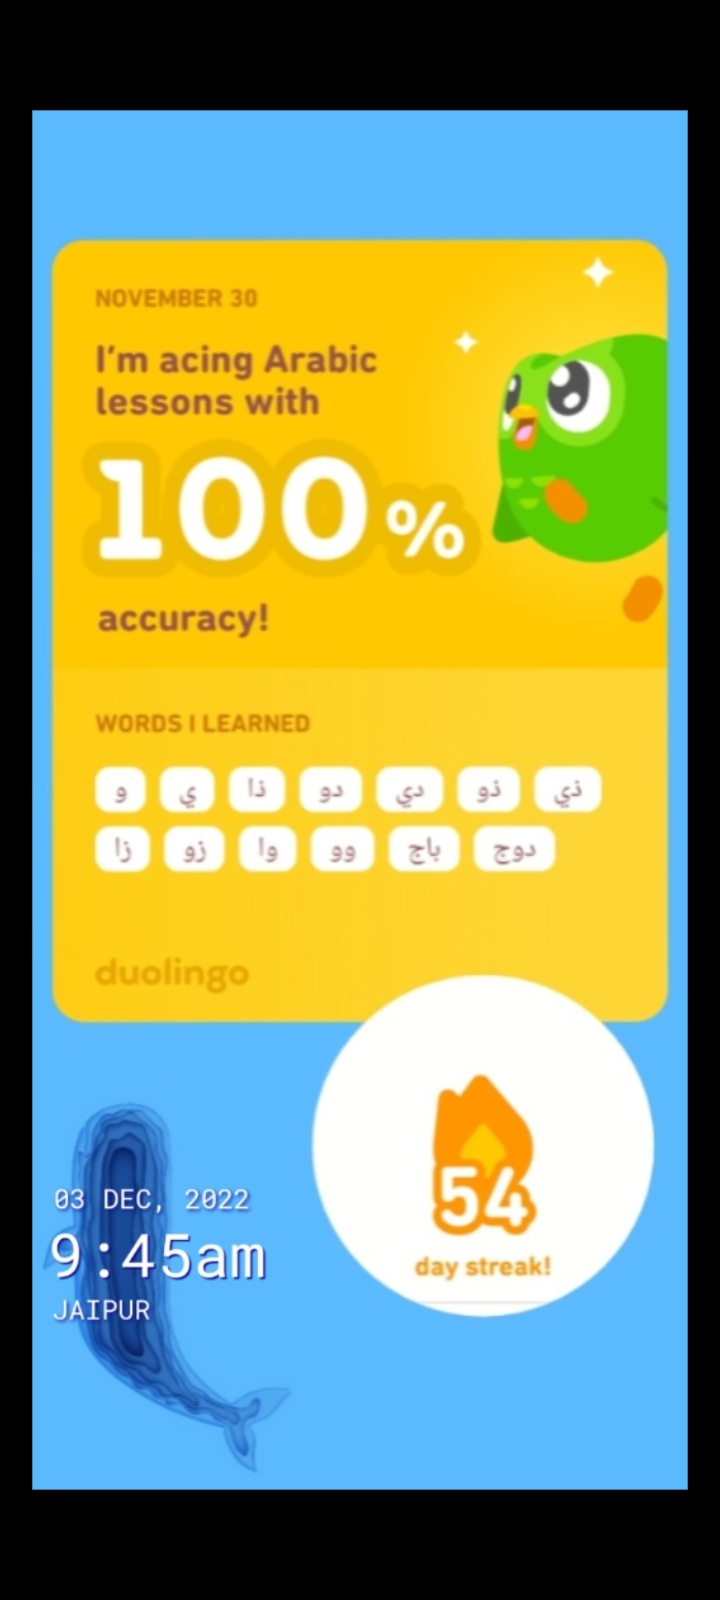 NOVEMBER 30
I'm acing Arabic
lessons with
100%
accuracy!
WORDS I LEARNED
و ي ذا دو دي ذو ذي
زا زو وا وو باج دوج
duolingo
54
day streak!
03 DEC, 2022
9:45am
JAIPUR